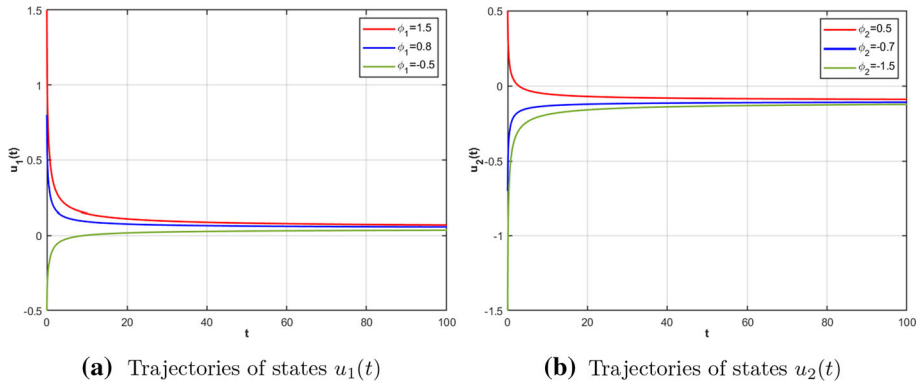 1.5
1
0.5
0
-0.5
0 20 40 60 80 100
u1(t)
t
ϕ1=1.5
ϕ1=0.8
ϕ1=-0.5
(a) Trajectories of states u1(t)
0.5
0
-0.5
-1
-1.5
0 20 40 60 80 100
u2(t)
t
ϕ2=0.5
ϕ2=-0.7
ϕ2=-1.5
(b) Trajectories of states u2(t)